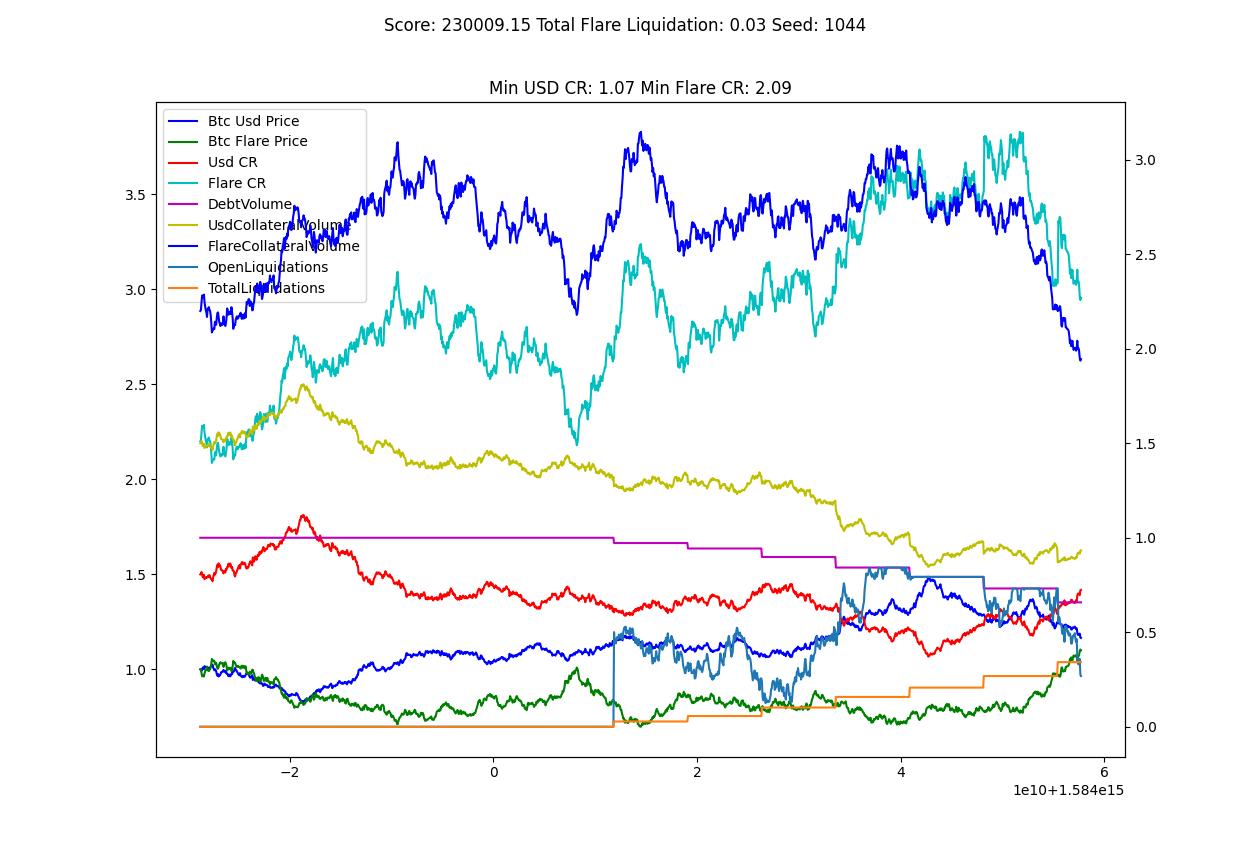 Score: 230009.15 Total Flare Liquidation: 0.03 Seed: 1044
Min USD CR: 1.07 Min Flare CR: 2.09
Btc Usd Price
Btc Flare Price
Usd CR
Flare CR
DebtVolume
UsdCollateralVolume
FlareCollateralVolume
OpenLiquidations
TotalLiquidations
3.5
3.0
2.5
2.0
1.5
1.0
3.0
2.5
2.0
1.5
1.0
0.5
0.0
−2 0 2 4 6
1e10+1.584e15